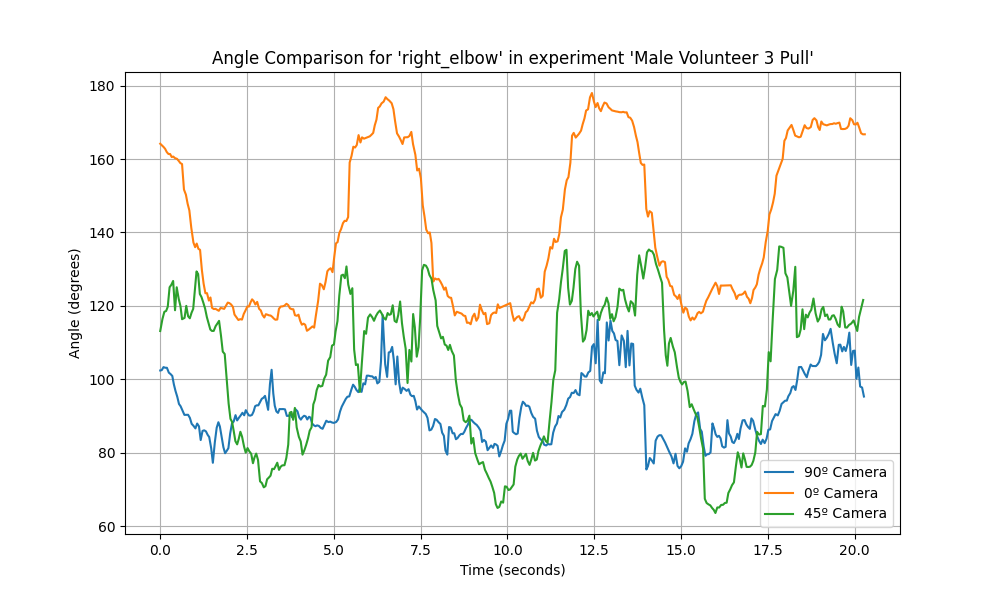 Angle Comparison for 'right_elbow' in experiment 'Male Volunteer 3 Pull'
180
160
140
120
100
80
60
Angle (degrees)
0.0 2.5 5.0 7.5 10.0 12.5 15.0 17.5 20.0
Time (seconds)
90º Camera
0º Camera
45º Camera